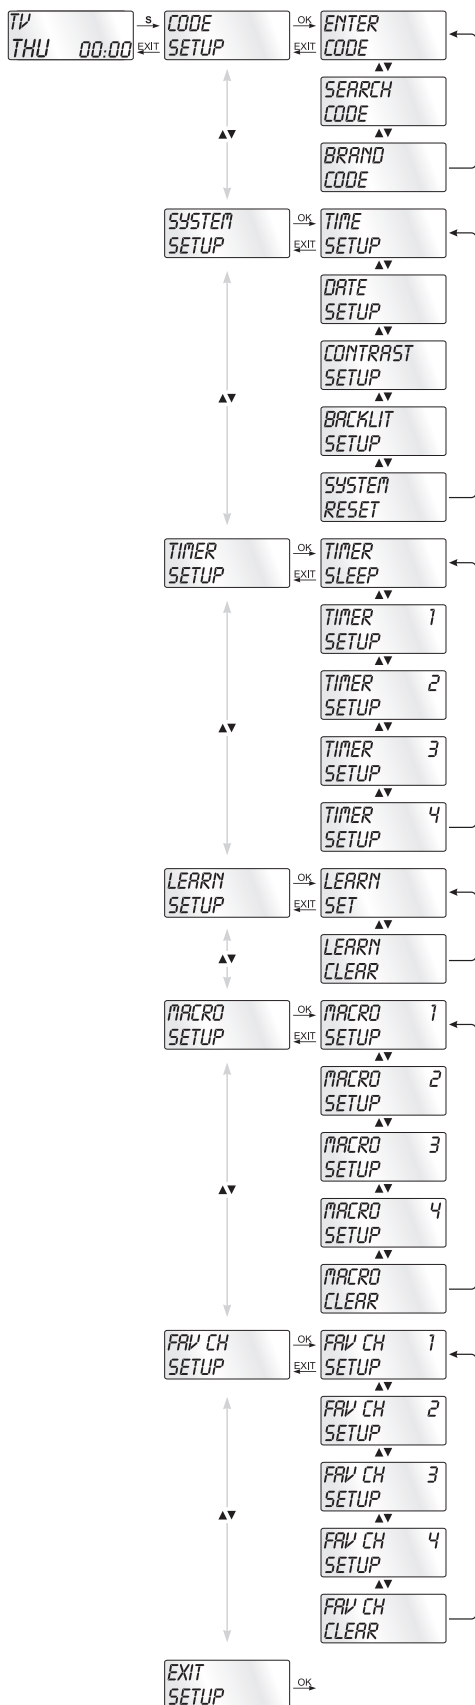 TV
THU 00:00
S
EXIT
CODE
SETUP
OK
EXIT
ENTER
CODE
▲▼
SEARCH
CODE
▲▼
BRAND
CODE
▲▼
SYSTEM
SETUP
OK
EXIT
TIME
SETUP
▲▼
DATE
SETUP
▲▼
CONTRAST
SETUP
▲▼
BACKLIT
SETUP
▲▼
SYSTEM
RESET
▲▼
TIMER
SETUP
OK
EXIT
TIMER
SLEEP
▲▼
TIMER 1
SETUP
▲▼
TIMER 2
SETUP
▲▼
TIMER 3
SETUP
▲▼
TIMER 4
SETUP
▲▼
LEARN
SETUP
OK
EXIT
LEARN
SET
▲▼
LEARN
CLEAR
▲▼
MACRO
SETUP
OK
EXIT
MACRO 1
SETUP
▲▼
MACRO 2
SETUP
▲▼
MACRO 3
SETUP
▲▼
MACRO 4
SETUP
▲▼
MACRO
CLEAR
▲▼
FAV CH
SETUP
OK
EXIT
FAV CH 1
SETUP
▲▼
FAV CH 2
SETUP
▲▼
FAV CH 3
SETUP
▲▼
FAV CH 4
SETUP
▲▼
FAV CH
CLEAR
▲▼
EXIT
SETUP
OK